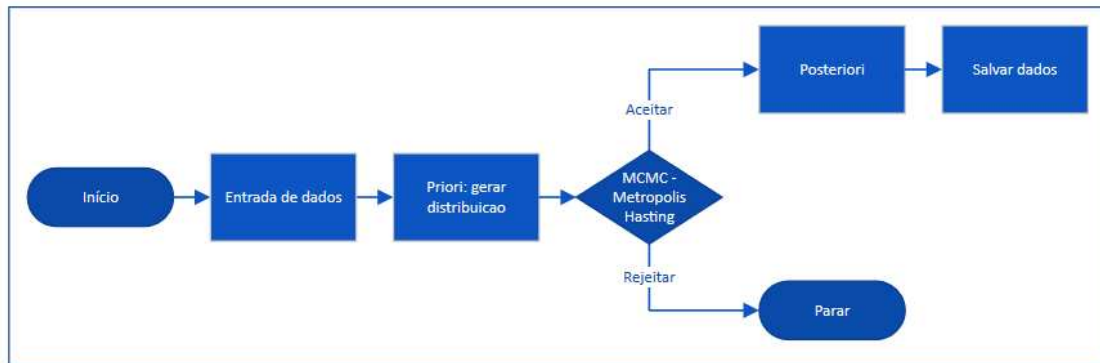 Início
Entrada de dados
Priori: gerar
distribuicao
MCMC -
Metropolis
Hasting
Aceitar
Posteriori
Salvar dados
Rejeitar
Parar